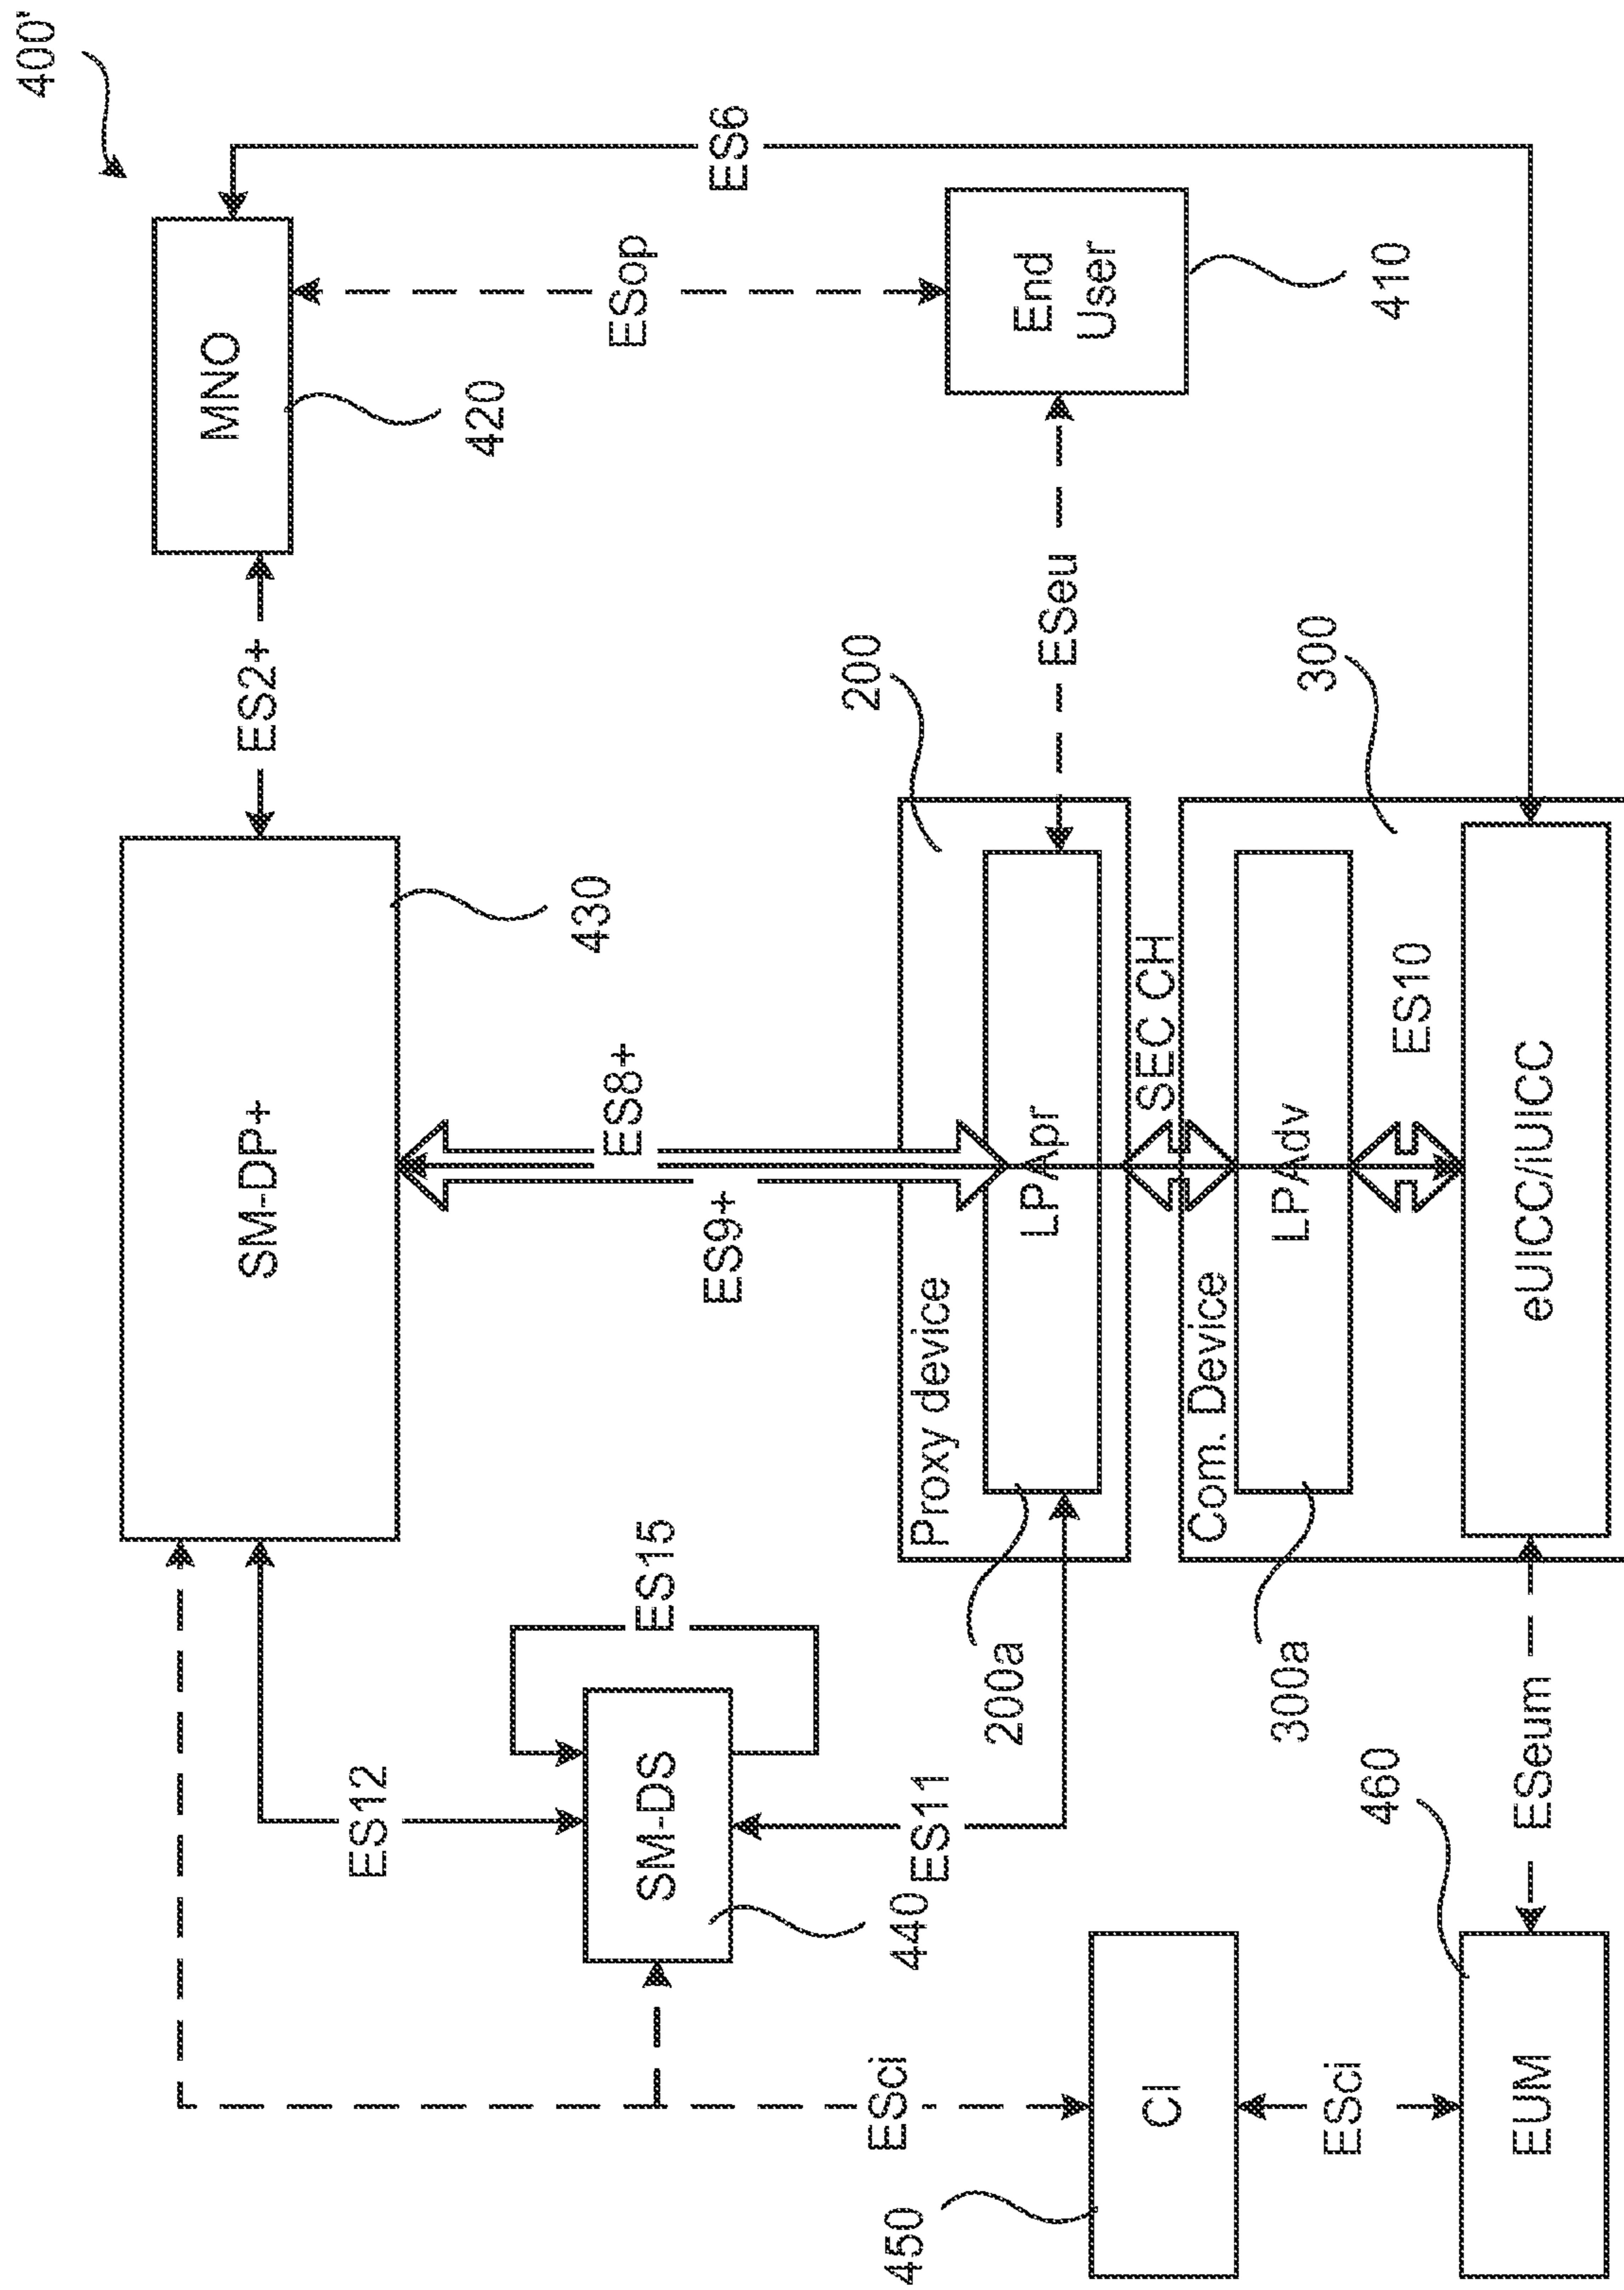 400'
SM-DP+
430
ES2+
MNO
420
ES6
ESop
ES12
ES15
SM-DS
440
ES11
ES8+
ES9+
200
Proxy device
LPApr
200a
ESeu
End
User
410
SEC CH
300
Com. Device
LPAdv
300a
ES10
eUICC/iUICC
ESci
CI
450
ESci
EUM
460
ESeum